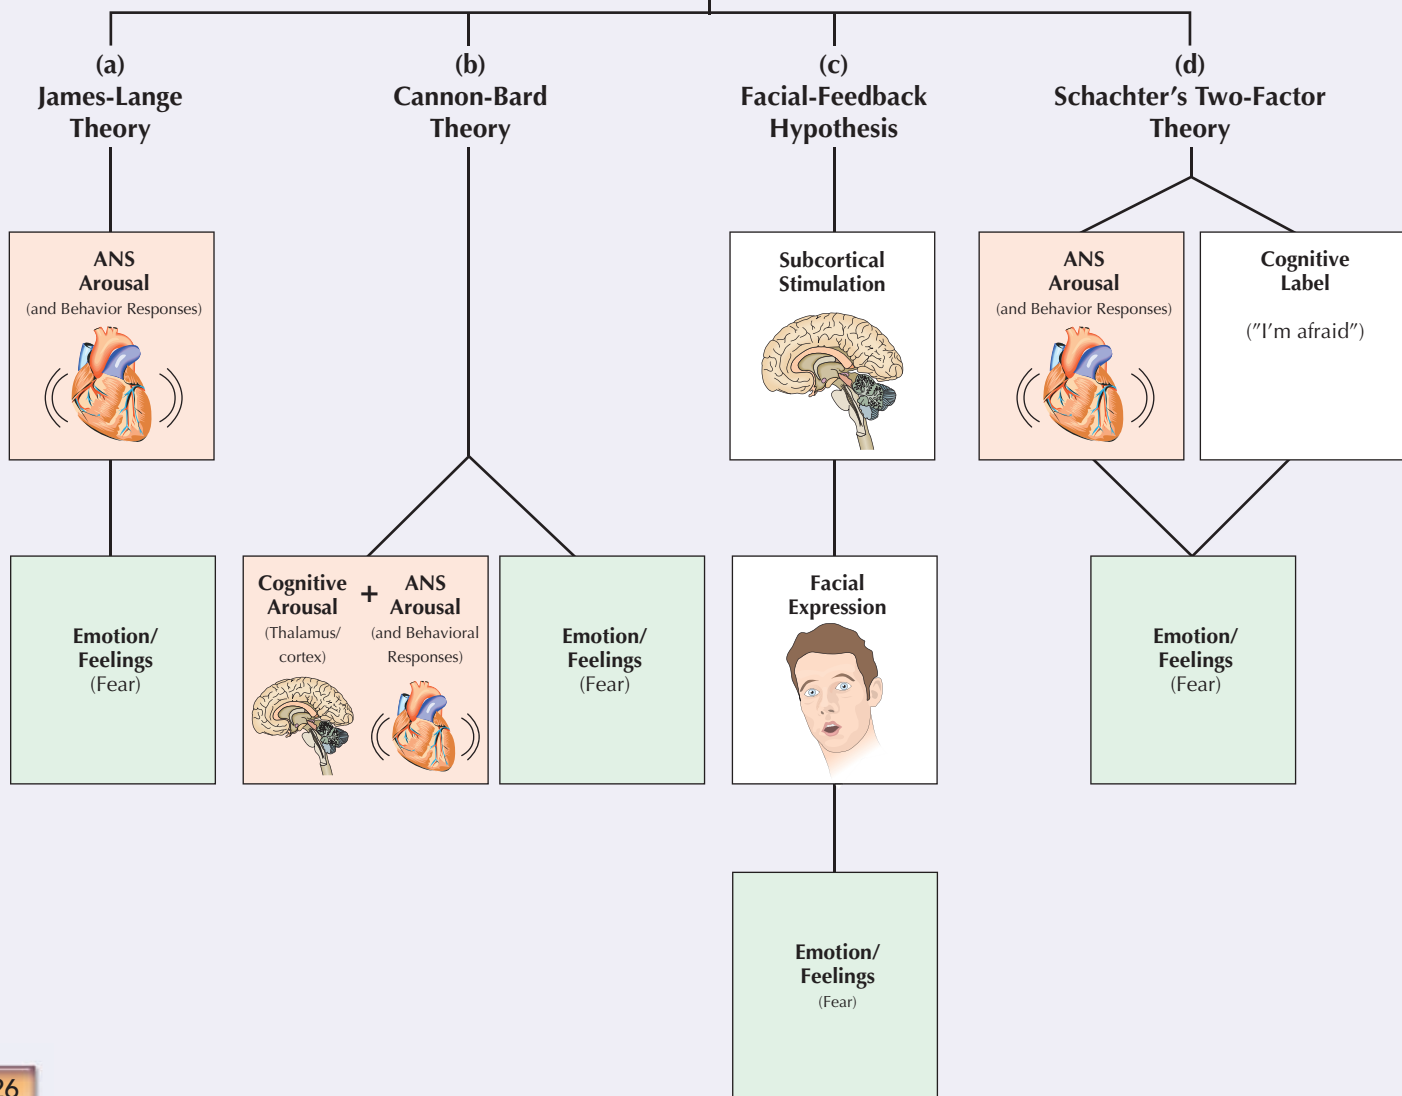 (a)
James-Lange
Theory
(b)
Cannon-Bard
Theory
(c)
Facial-Feedback
Hypothesis
(d)
Schachter's Two-Factor
Theory
ANS
Arousal
(and Behavior Responses)
Subcortical
Stimulation
ANS
Arousal
(and Behavior Responses)
Cognitive
Label
("I'm afraid")
Emotion/
Feelings
(Fear)
Cognitive
Arousal
(Thalamus/
cortex)
+
ANS
Arousal
(and Behavioral
Responses)
Emotion/
Feelings
(Fear)
Facial
Expression
Emotion/
Feelings
(Fear)
Emotion/
Feelings
(Fear)